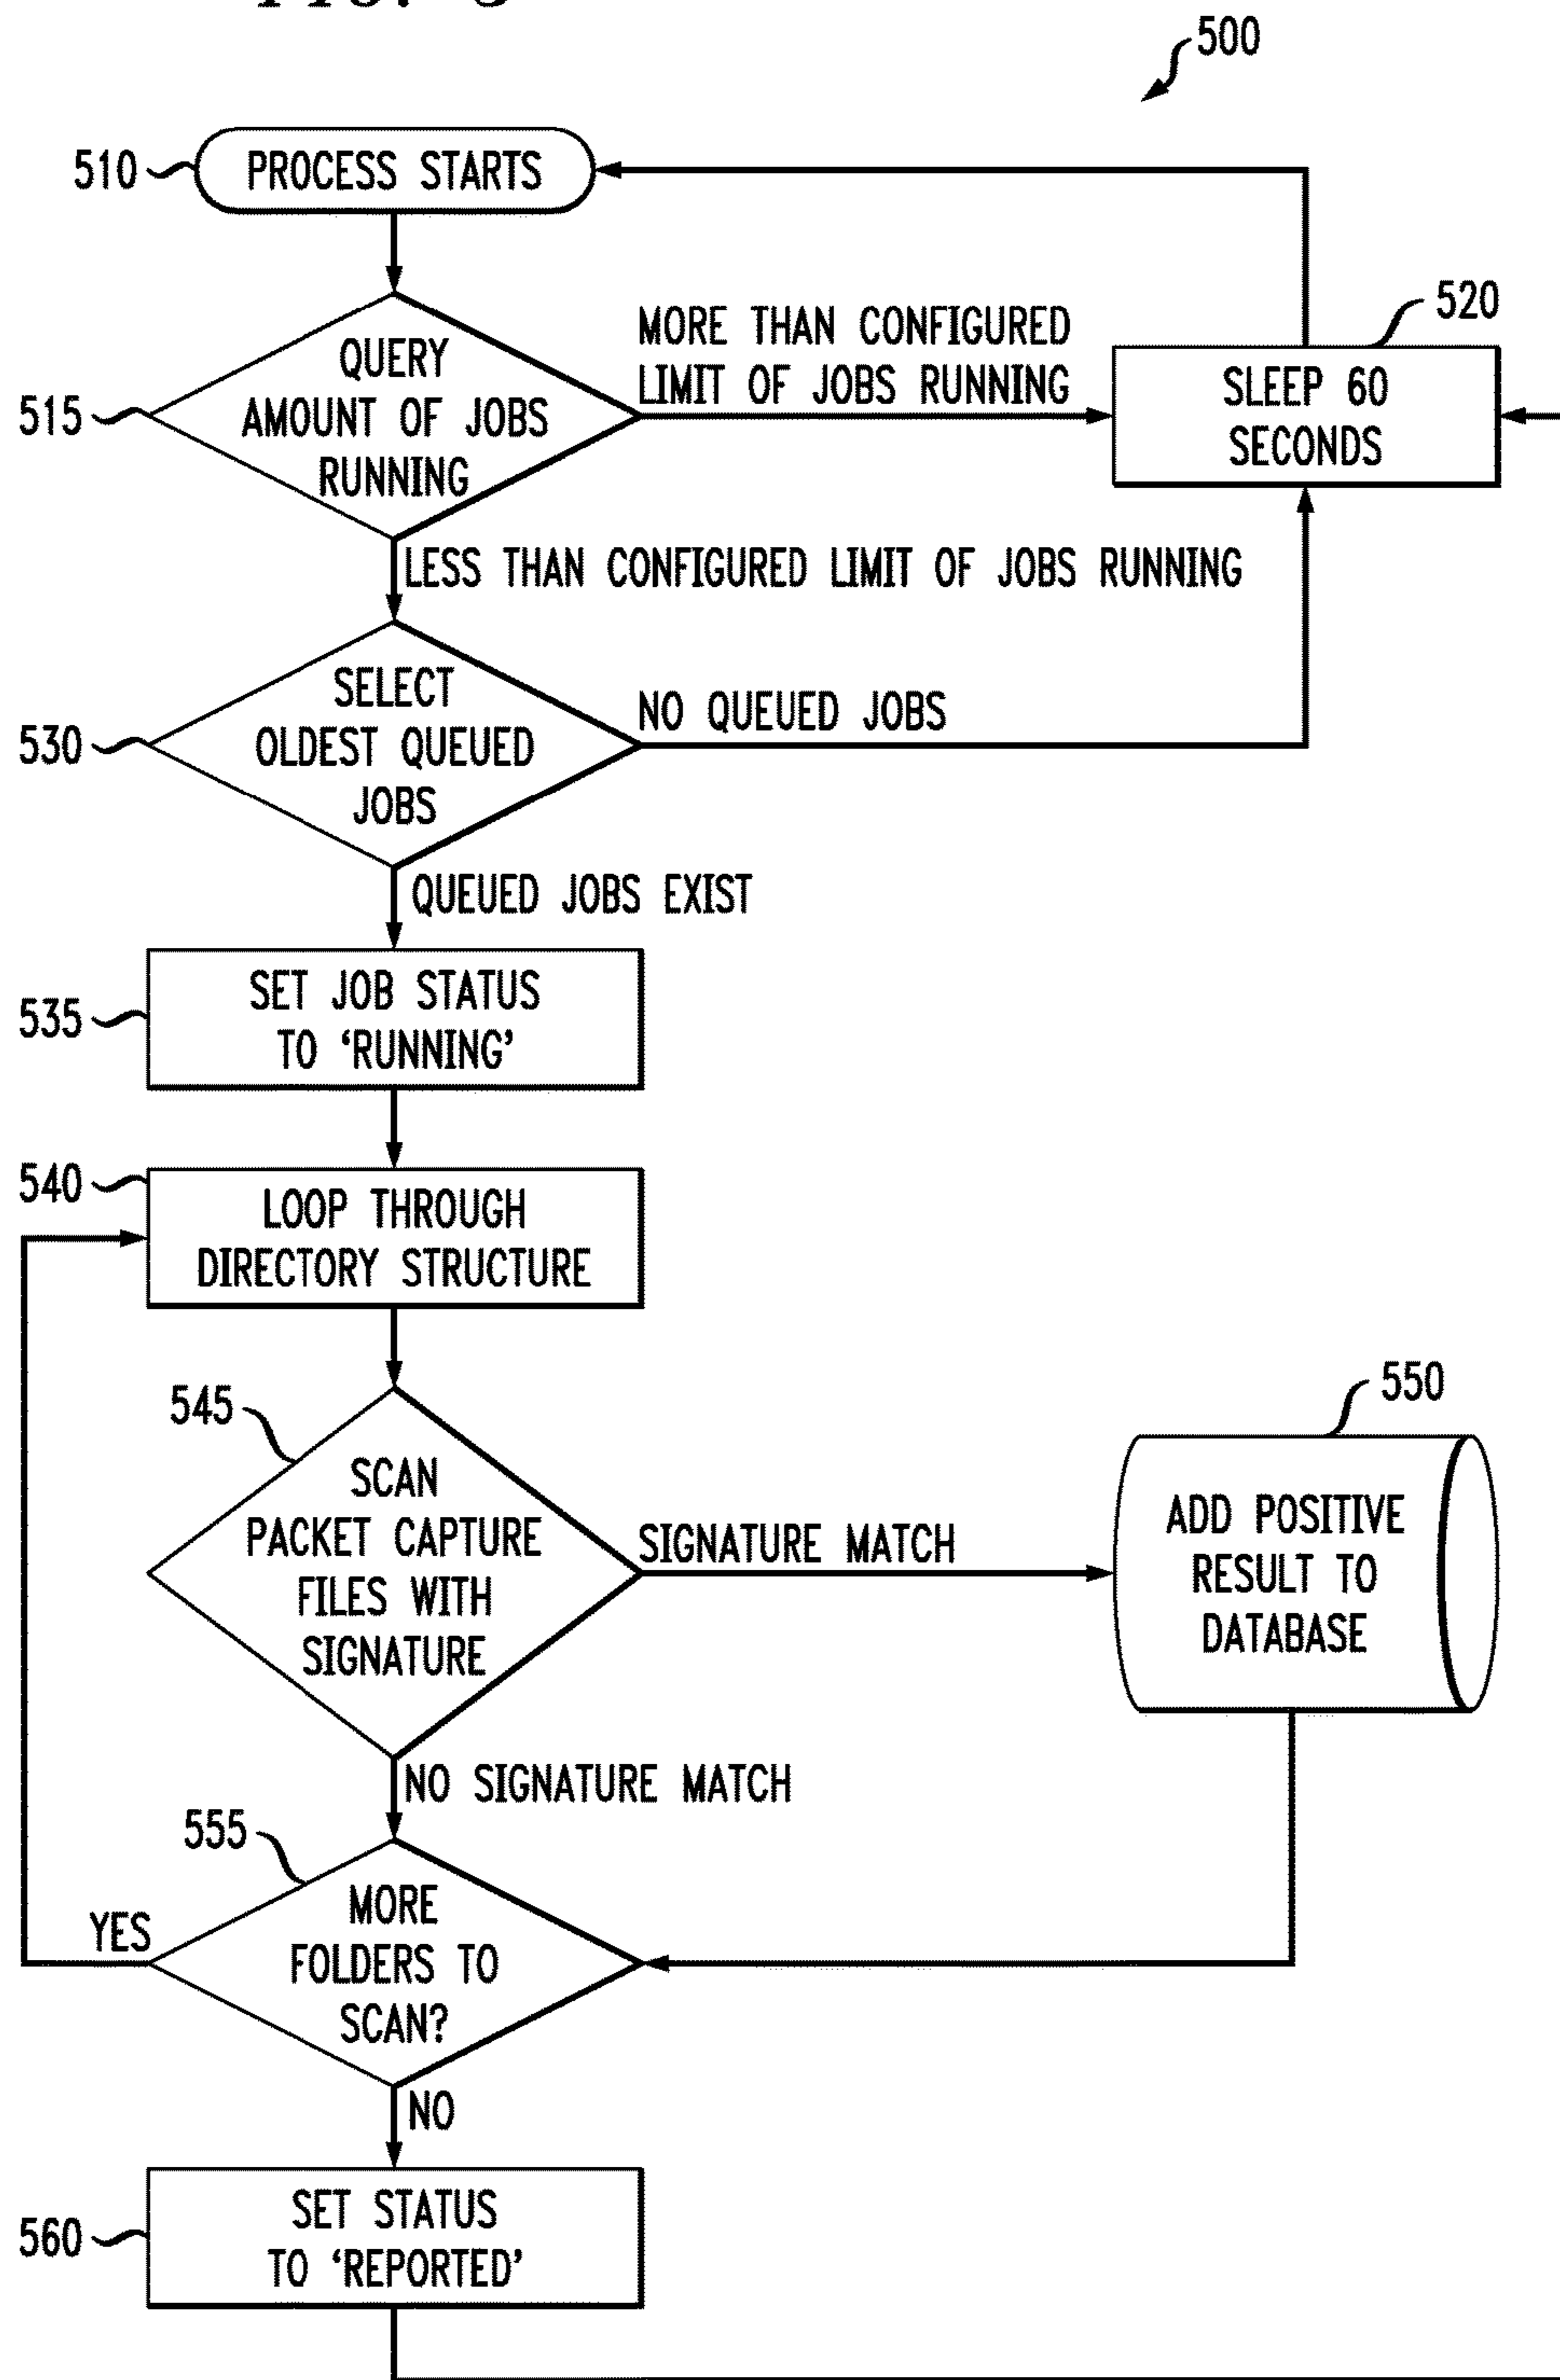 500
510
PROCESS STARTS
515
QUERY
AMOUNT OF JOBS
RUNNING
MORE THAN CONFIGURED
LIMIT OF JOBS RUNNING
520
SLEEP 60
SECONDS
LESS THAN CONFIGURED LIMIT OF JOBS RUNNING
530
SELECT
OLDEST QUEUED
JOBS
NO QUEUED JOBS
QUEUED JOBS EXIST
535
SET JOB STATUS
TO ‘RUNNING’
540
LOOP THROUGH
DIRECTORY STRUCTURE
545
SCAN
PACKET CAPTURE
FILES WITH
SIGNATURE
SIGNATURE MATCH
550
ADD POSITIVE
RESULT TO
DATABASE
NO SIGNATURE MATCH
555
MORE
FOLDERS TO
SCAN?
YES
NO
560
SET STATUS
TO ‘REPORTED’